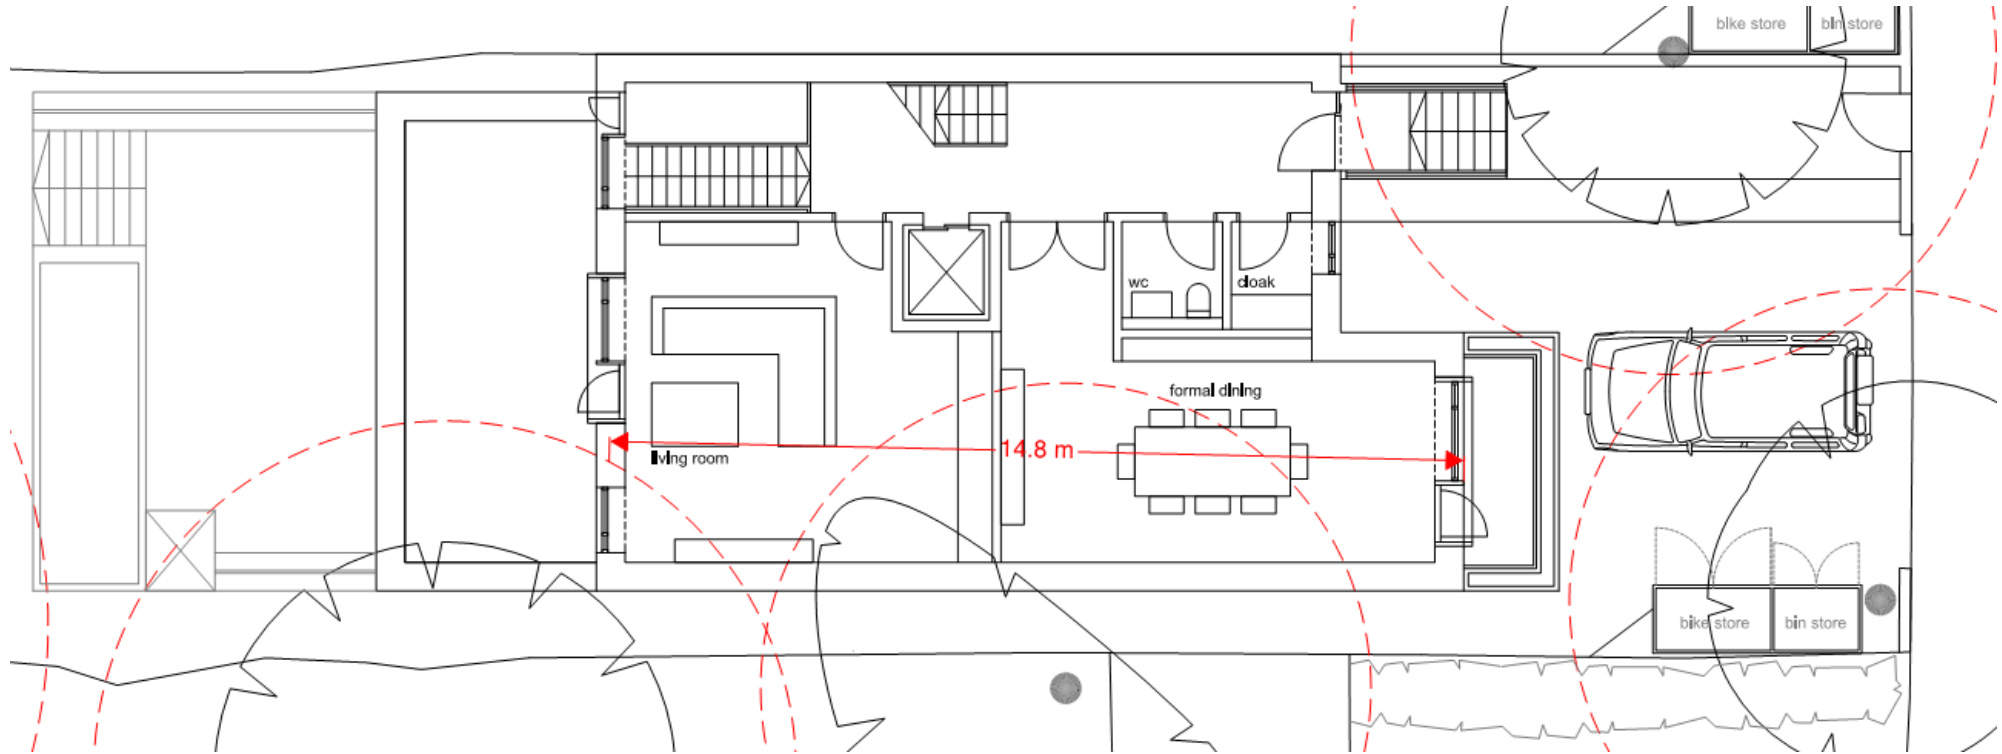 bike store
bin store
wc
cloak
formal dining
14.8 m
living room
bike store
bin store